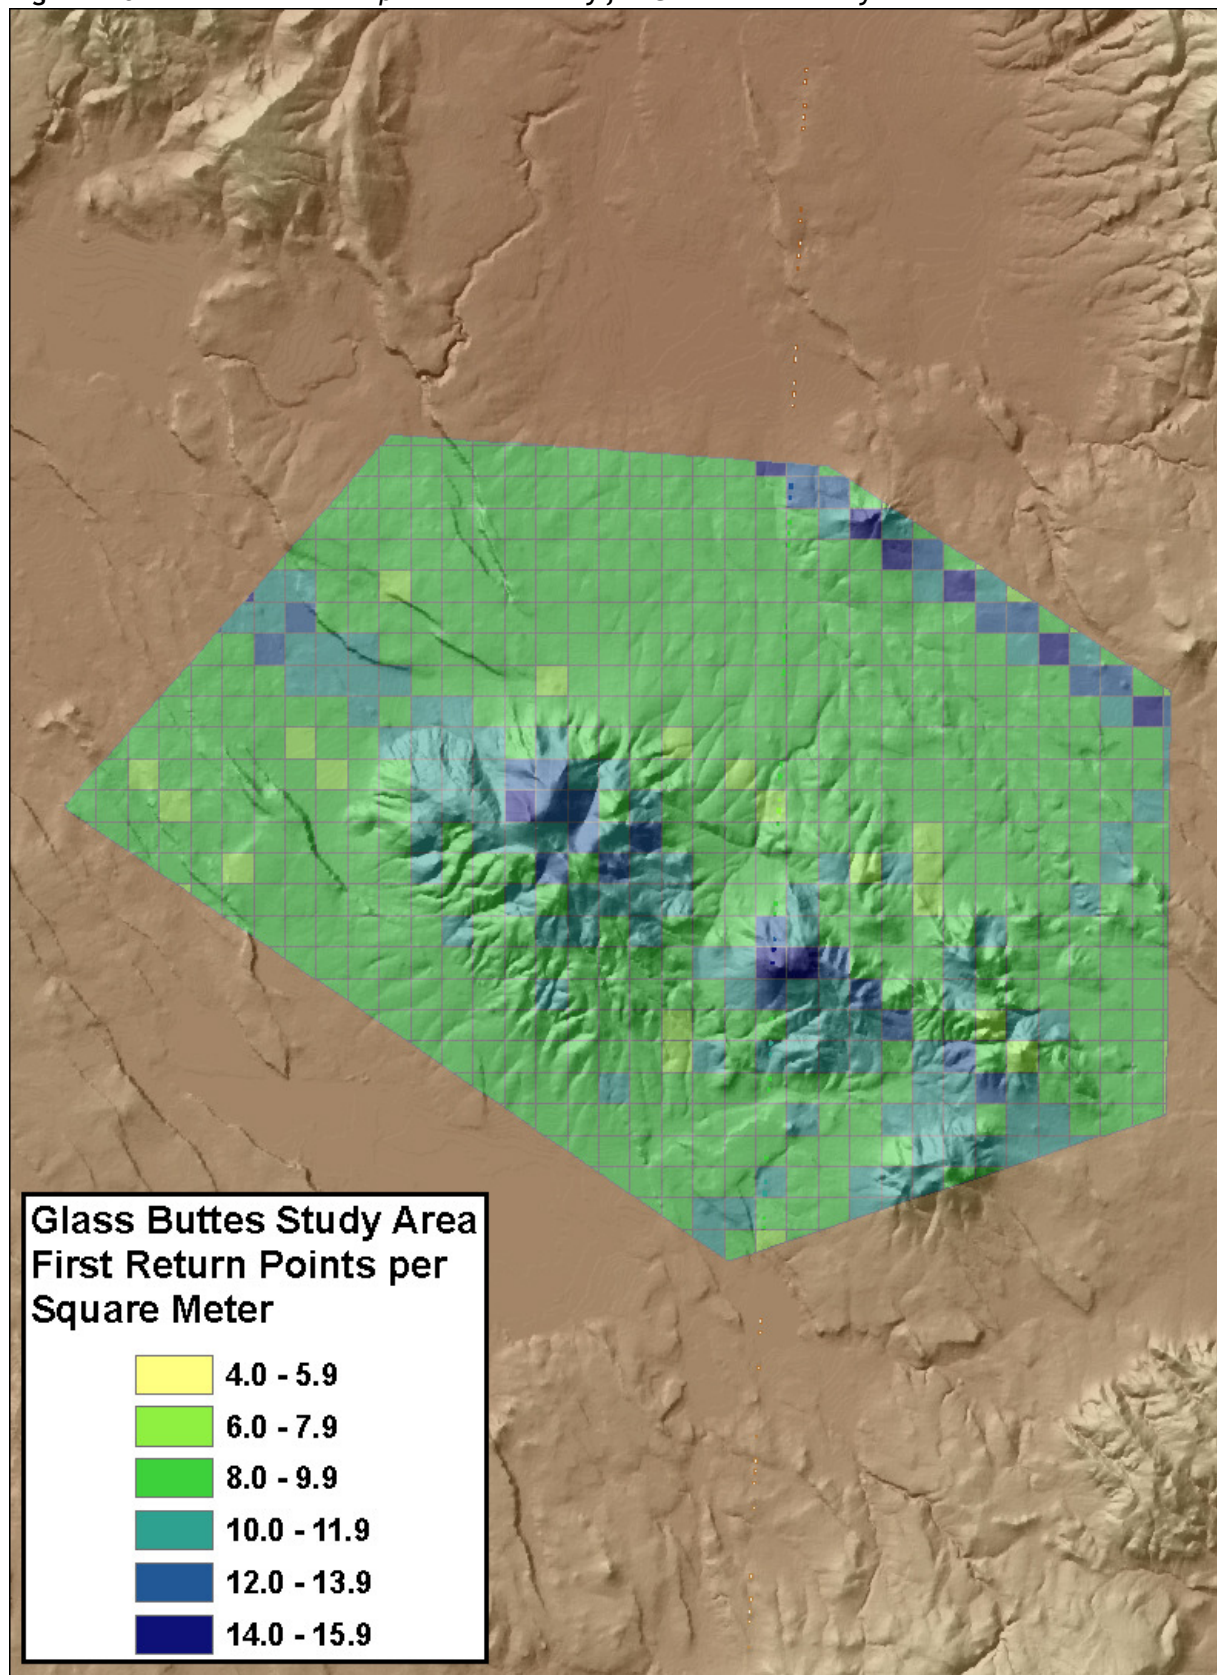 Glass Buttes Study Area
First Return Points per
Square Meter
4.0 - 5.9
6.0 - 7.9
8.0 - 9.9
10.0 - 11.9
12.0 - 13.9
14.0 - 15.9